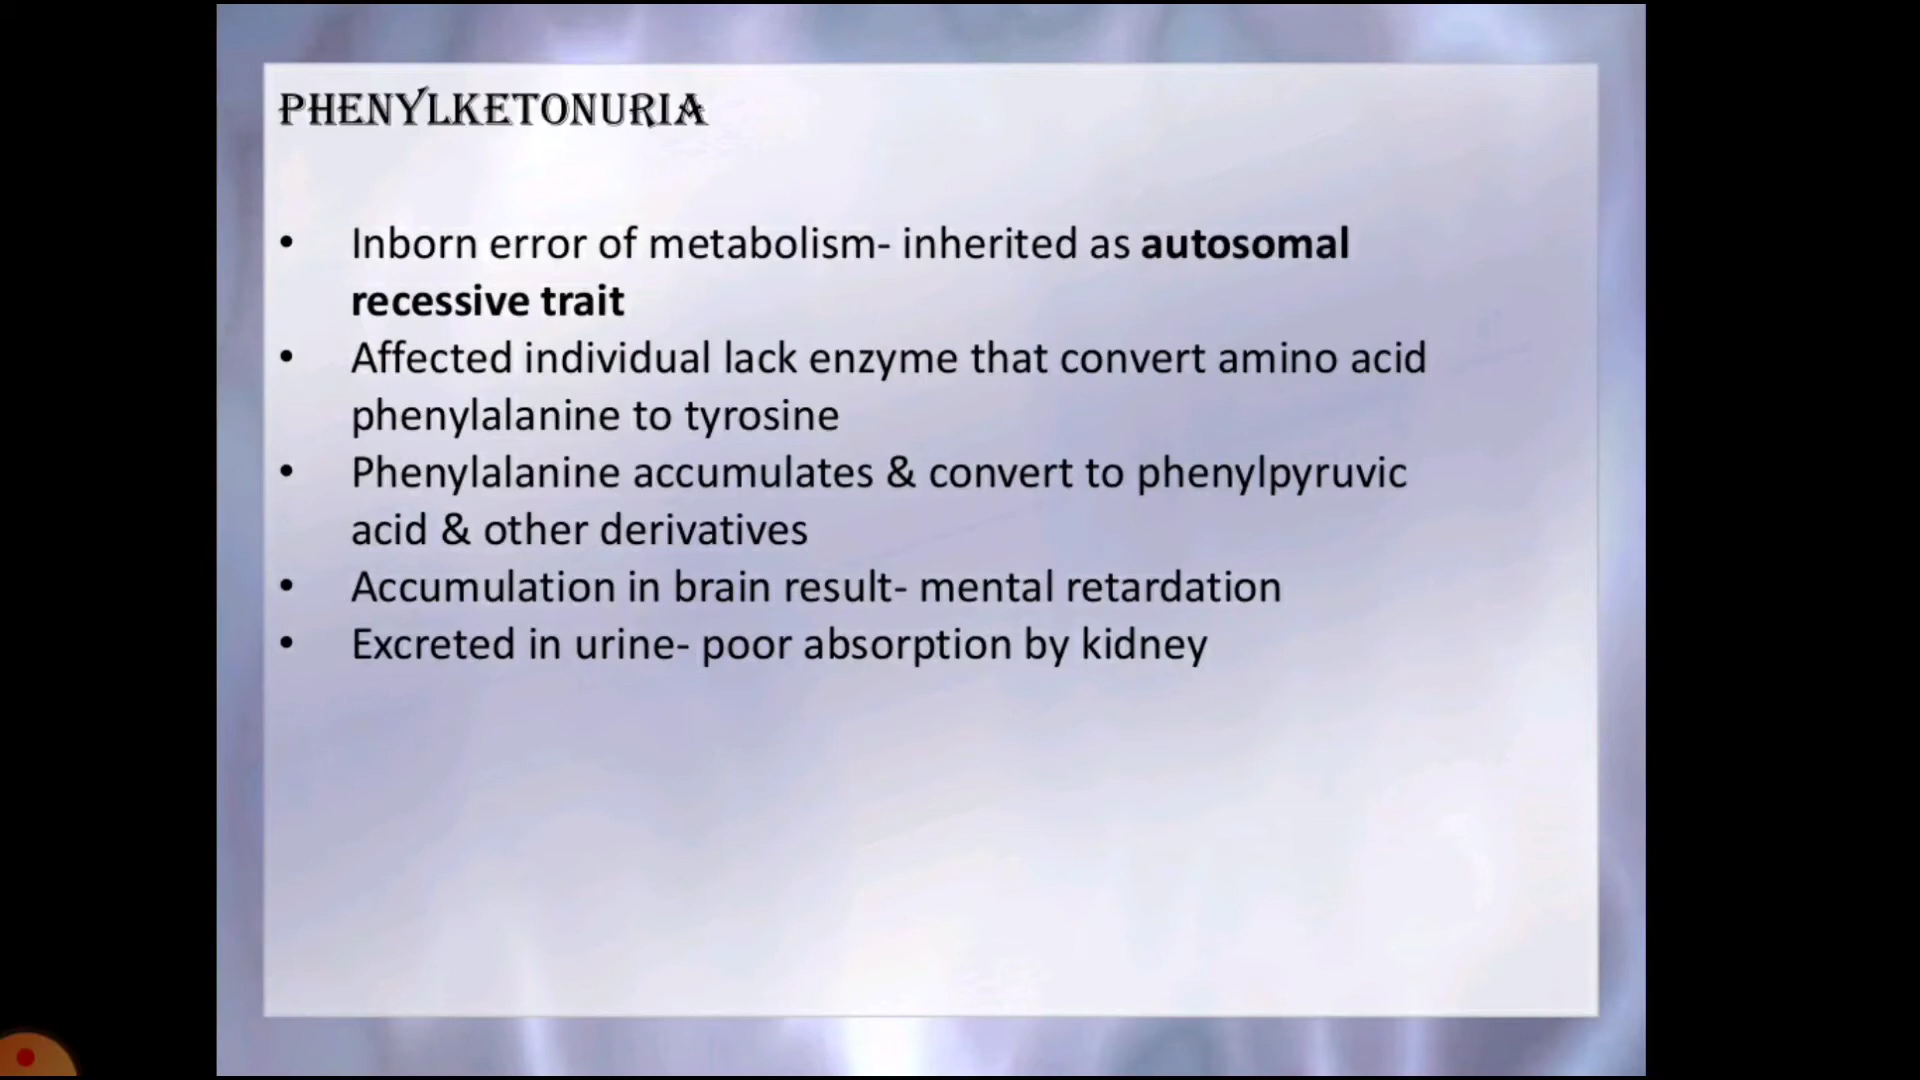 PHENYLKETONURIA
• Inborn error of metabolism- inherited as autosomal
recessive trait
• Affected individual lack enzyme that convert amino acid
phenylalanine to tyrosine
• Phenylalanine accumulates & convert to phenylpyruvic
acid & other derivatives
• Accumulation in brain result- mental retardation
• Excreted in urine- poor absorption by kidney